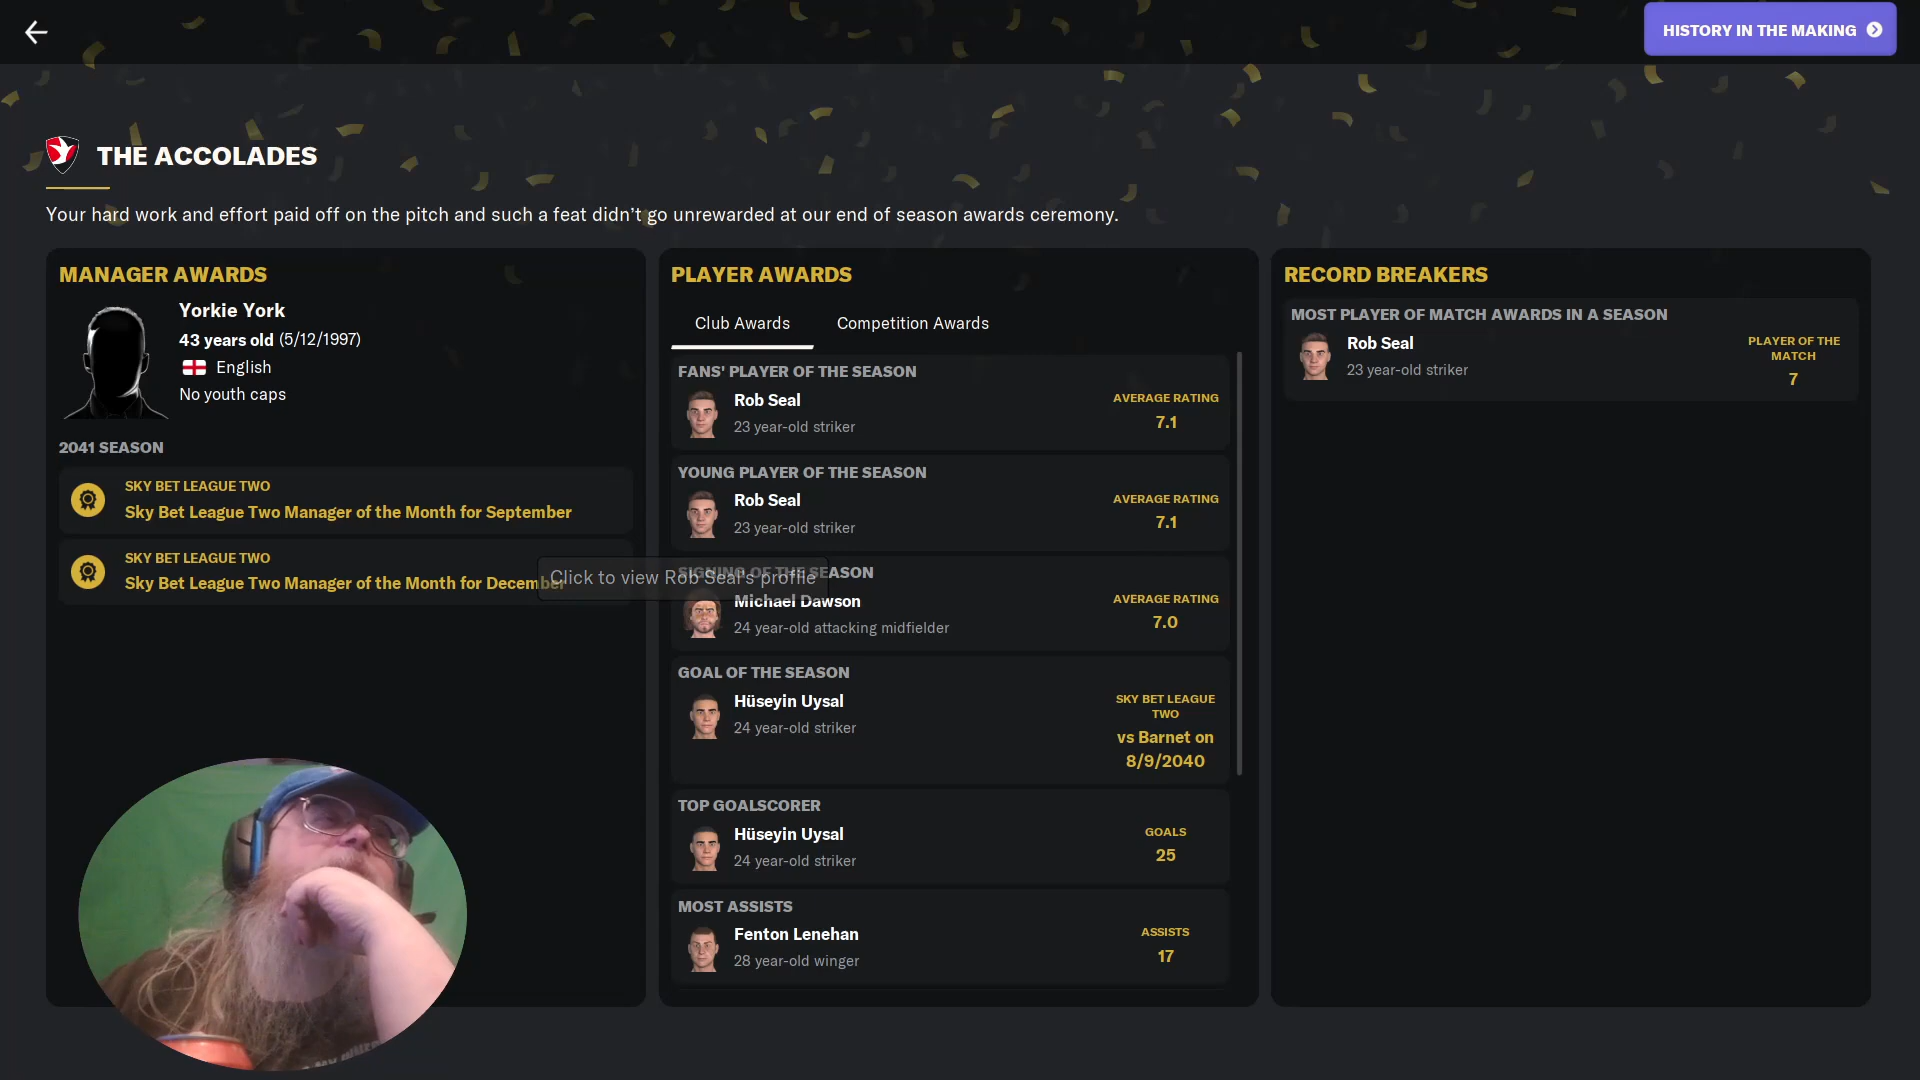 HISTORY IN THE MAKING
THE ACCOLADES
Your hard work and effort paid off on the pitch and such a feat didn't go unrewarded at our end of season awards ceremony.
MANAGER AWARDS
Yorkie York
43 years old (5/12/1997)
English
No youth caps
2041 SEASON
SKY BET LEAGUE TWO
Sky Bet League Two Manager of the Month for September
SKY BET LEAGUE TWO
Sky Bet League Two Manager of the Month for December
PLAYER AWARDS
Club Awards
Competition Awards
FANS' PLAYER OF THE SEASON
Rob Seal
23 year-old striker
AVERAGE RATING
7.1
YOUNG PLAYER OF THE SEASON
Rob Seal
23 year-old striker
AVERAGE RATING
7.1
Click to view Rob Seal's profile
SIGNING OF THE SEASON
Michael Dawson
24 year-old attacking midfielder
AVERAGE RATING
7.0
GOAL OF THE SEASON
Hüseyin Uysal
24 year-old striker
SKY BET LEAGUE
TWO
vs Barnet on
8/9/2040
TOP GOALSCORER
Hüseyin Uysal
24 year-old striker
GOALS
25
MOST ASSISTS
Fenton Lenehan
28 year-old winger
ASSISTS
17
RECORD BREAKERS
MOST PLAYER OF MATCH AWARDS IN A SEASON
Rob Seal
23 year-old striker
PLAYER OF THE
MATCH
7